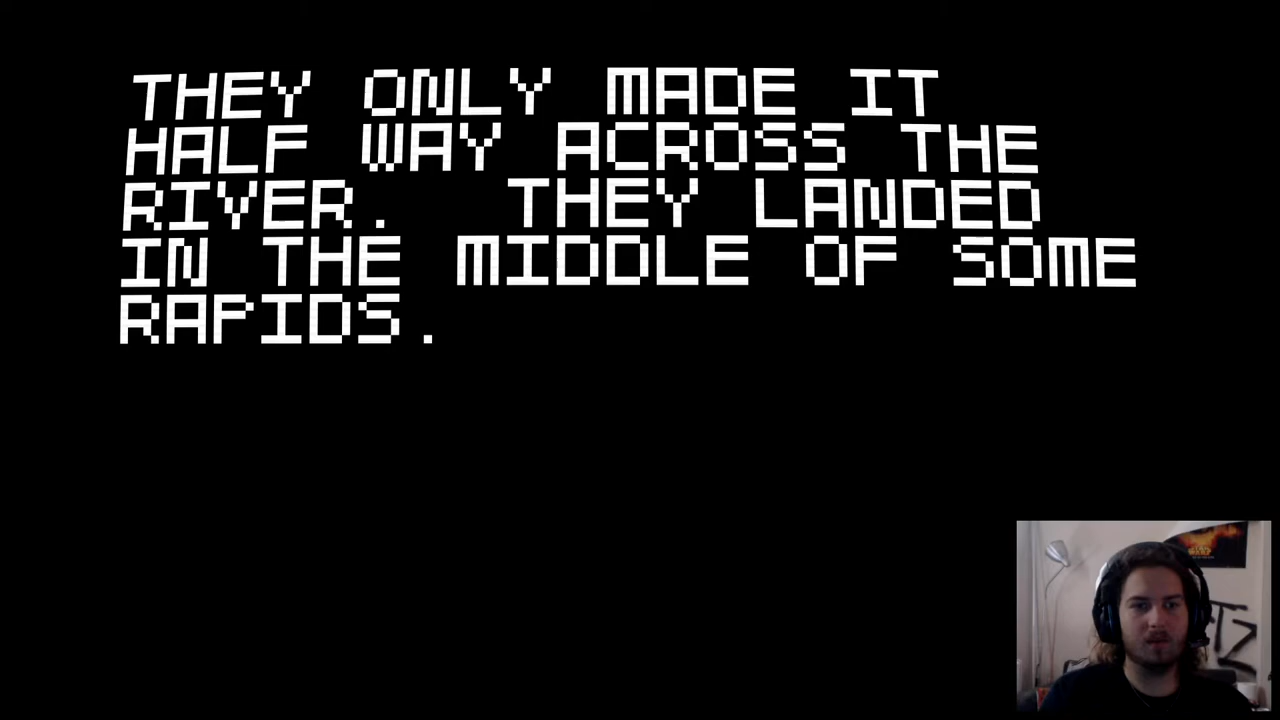 THEY ONLY MADE IT
HALF WAY ACROSS THE
RIVER. THEY LANDED
IN THE MIDDLE OF SOME
RAPIDS.